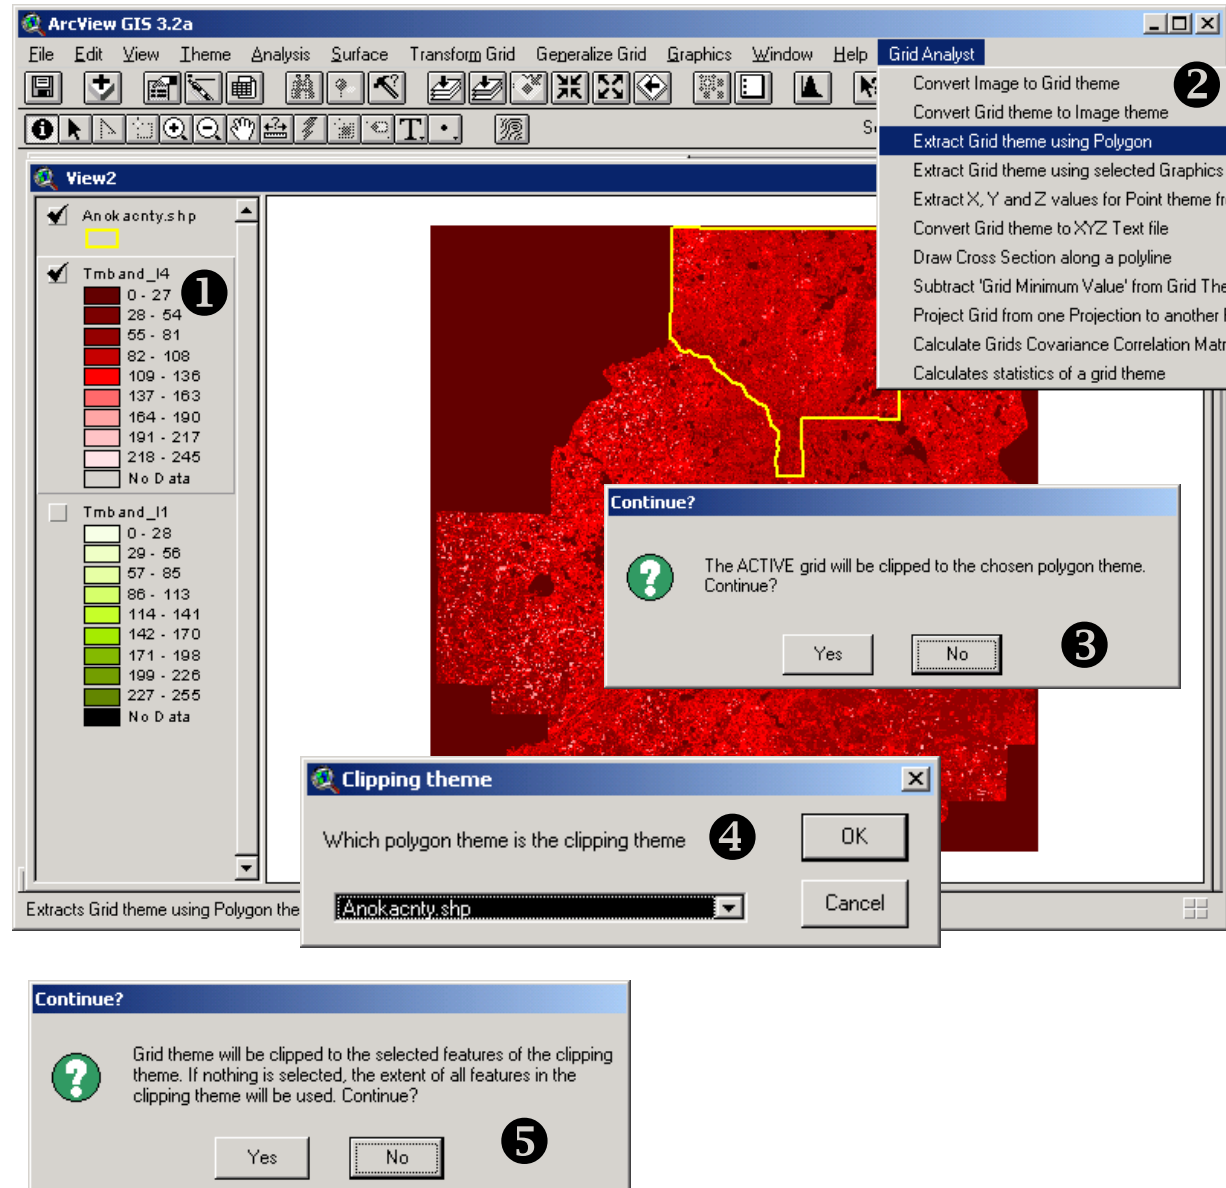 ArcView GIS 3.2a
File Edit View Theme Analysis Surface Transform Grid Generalize Grid Graphics Window Help Grid Analyst
Convert Image to Grid theme
2
Convert Grid theme to Image theme
Extract Grid theme using Polygon
Extract Grid theme using selected Graphics
Extract X, Y and Z values for Point theme
Convert Grid theme to XYZ Text file
Draw Cross Section along a polyline
Subtract 'Grid Minimum Value' from Grid
Project Grid from one Projection to another
Calculate Grids Covariance Correlation
Calculates statistics of a grid theme
View2
Anokacnty.shp
Tmband_l4
1
0 - 27
28 - 54
55 - 81
82 - 108
109 - 136
137 - 163
164 - 190
191 - 217
218 - 245
No Data
Tmband_l1
0 - 28
29 - 56
57 - 85
86 - 113
114 - 141
142 - 170
171 - 198
199 - 226
227 - 255
No Data
Continue?
The ACTIVE grid will be clipped to the chosen polygon theme.
Continue?
Yes No
3
Clipping theme
Which polygon theme is the clipping theme
4
OK
Anokacnty.shp
Cancel
Extracts Grid theme using Polygon the
Continue?
Grid theme will be clipped to the selected features of the clipping
theme. If nothing is selected, the extent of all features in the
clipping theme will be used. Continue?
Yes No
5